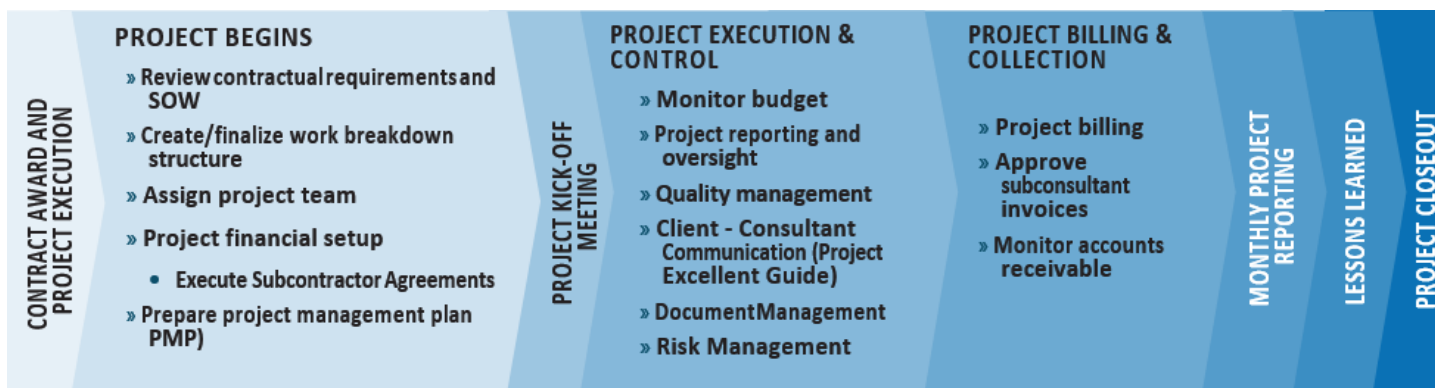 CONTRACT AWARD AND
PROJECT EXECUTION
PROJECT BEGINS
» Review contractual requirements and
SOW
» Create/finalize work breakdown
structure
» Assign project team
» Project financial setup
• Execute Subcontractor Agreements
» Prepare project management plan
PMP)
PROJECT KICK-OFF
MEETING
PROJECT EXECUTION &
CONTROL
» Monitor budget
» Project reporting and
oversight
» Quality management
» Client - Consultant
Communication (Project
Excellent Guide)
» DocumentManagement
» Risk Management
PROJECT BILLING &
COLLECTION
» Project billing
» Approve
subconsultant
invoices
» Monitor accounts
receivable
MONTHLY PROJECT
REPORTING
LESSONS LEARNED
PROJECT CLOSEOUT